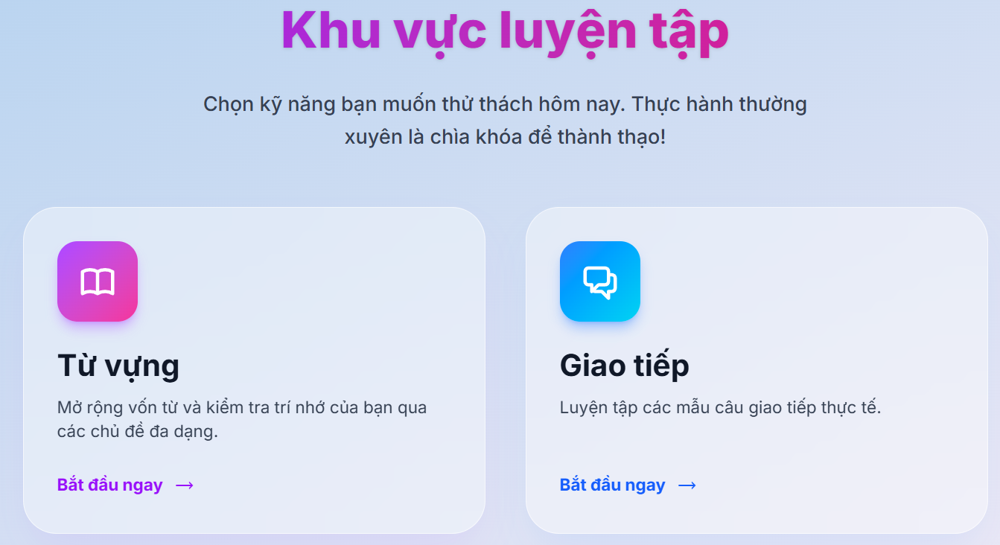 Khu vực luyện tập
Chọn kỹ năng bạn muốn thử thách hôm nay. Thực hành thường
xuyên là chìa khóa để thành thạo!
Từ vựng
Mở rộng vốn từ và kiểm tra trí nhớ của bạn qua
các chủ đề đa dạng.
Bắt đầu ngay →
Giao tiếp
Luyện tập các mẫu câu giao tiếp thực tế.
Bắt đầu ngay →